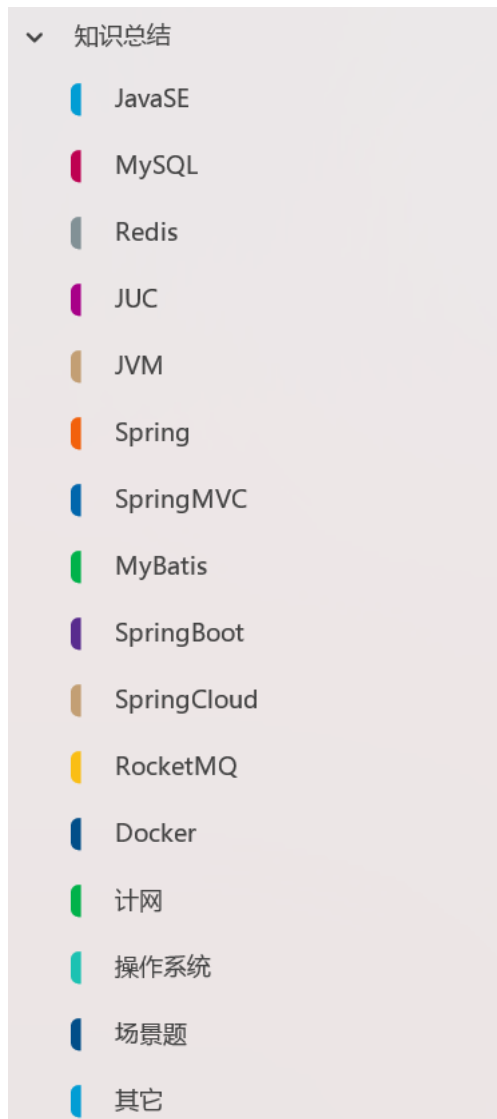 知识总结
JavaSE
MySQL
Redis
JUC
JVM
Spring
SpringMVC
MyBatis
SpringBoot
SpringCloud
RocketMQ
Docker
计网
操作系统
场景题
其它